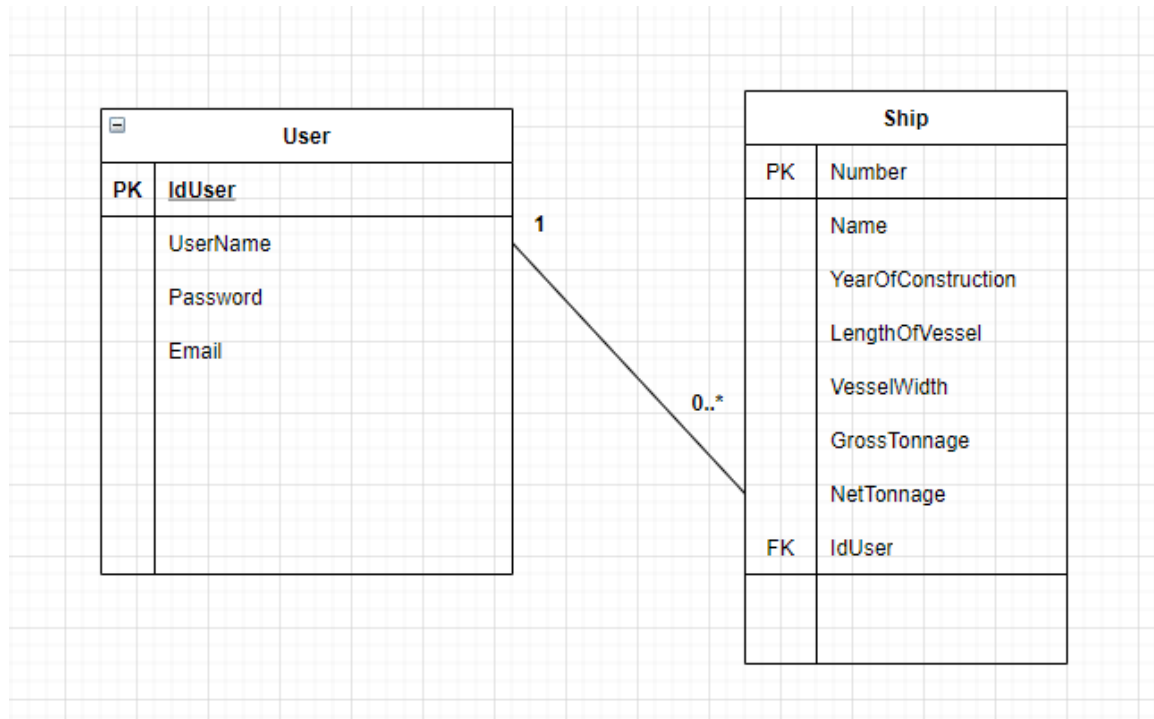 User
PK IdUser
UserName
Password
Email
1
0..*
Ship
PK Number
Name
YearOfConstruction
LengthOfVessel
VesselWidth
GrossTonnage
NetTonnage
FK IdUser